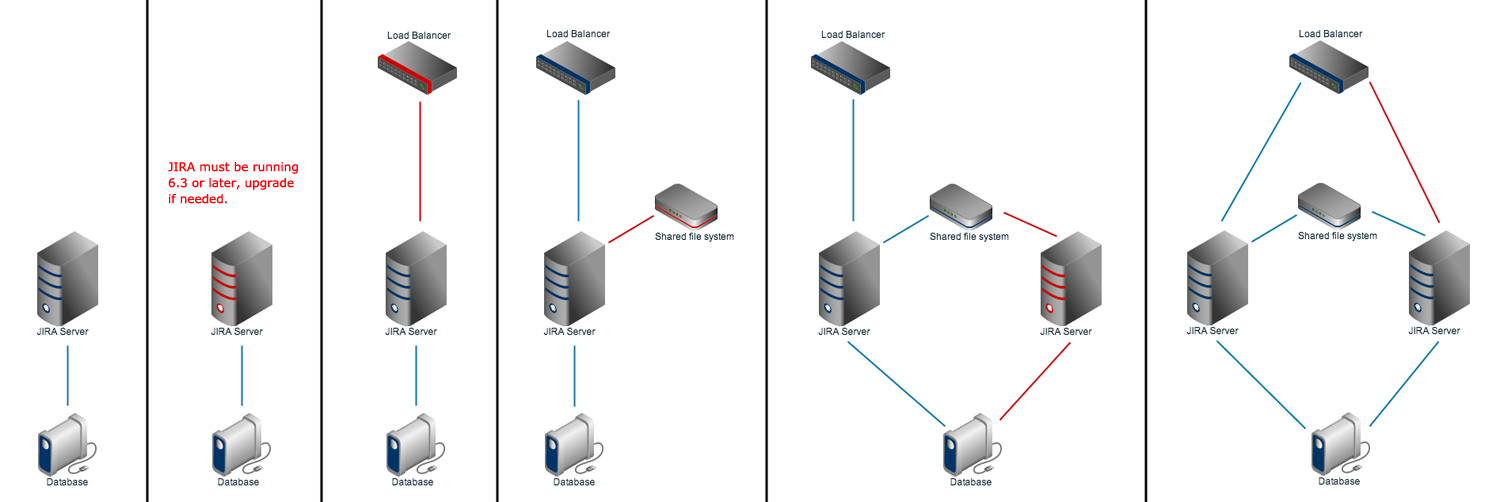 JIRA Server
Database
JIRA must be running
6.3 or later, upgrade
if needed.
JIRA Server
Database
Load Balancer
JIRA Server
Database
Load Balancer
Shared file system
JIRA Server
Database
Load Balancer
Shared file system
JIRA Server
JIRA Server
Database
Load Balancer
Shared file system
JIRA Server
JIRA Server
Database